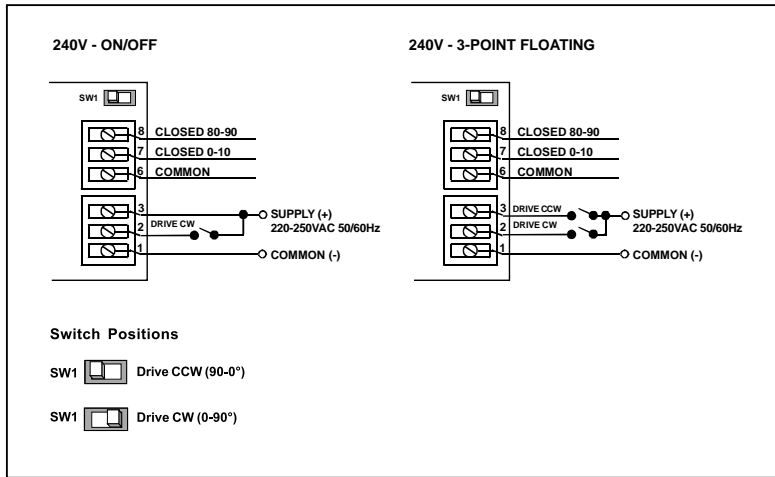 240V - ON/OFF
SW1
8 CLOSED 80-90
7 CLOSED 0-10
6 COMMON
3
2 DRIVE CW
1
SUPPLY (+)
220-250VAC 50/60Hz
COMMON (-)
240V - 3-POINT FLOATING
SW1
8 CLOSED 80-90
7 CLOSED 0-10
6 COMMON
3 DRIVE CCW
2 DRIVE CW
1
SUPPLY (+)
220-250VAC 50/60Hz
COMMON (-)
Switch Positions
SW1 Drive CCW (90-0°)
SW1 Drive CW (0-90°)